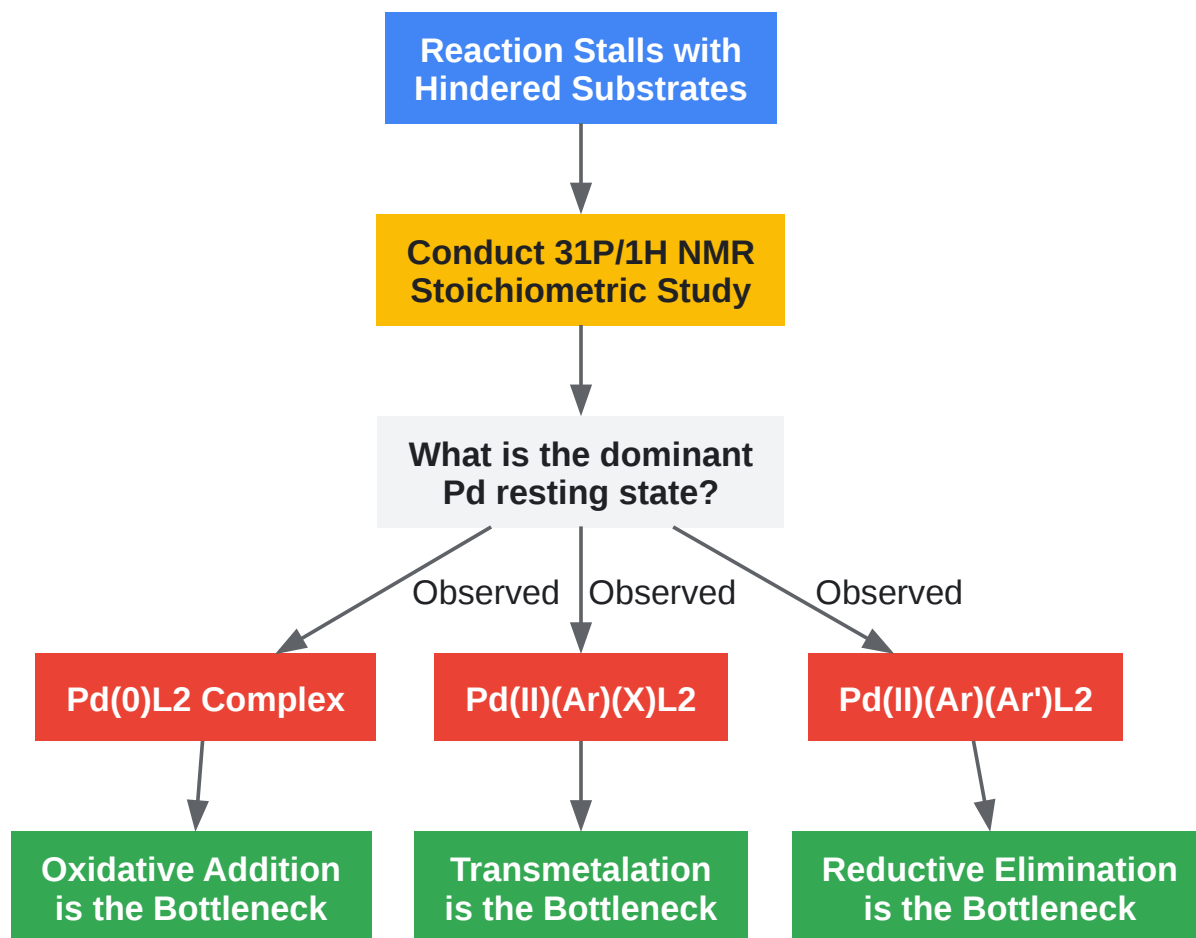 Reaction Stalls with
Hindered Substrates
Conduct 31P/1H NMR
Stoichiometric Study
What is the dominant
Pd resting state?
Observed
Observed
Observed
Pd(0)L2 Complex
Pd(II)(Ar)(X)L2
Pd(II)(Ar)(Ar')L2
Oxidative Addition
is the Bottleneck
Transmetalation
is the Bottleneck
Reductive Elimination
is the Bottleneck